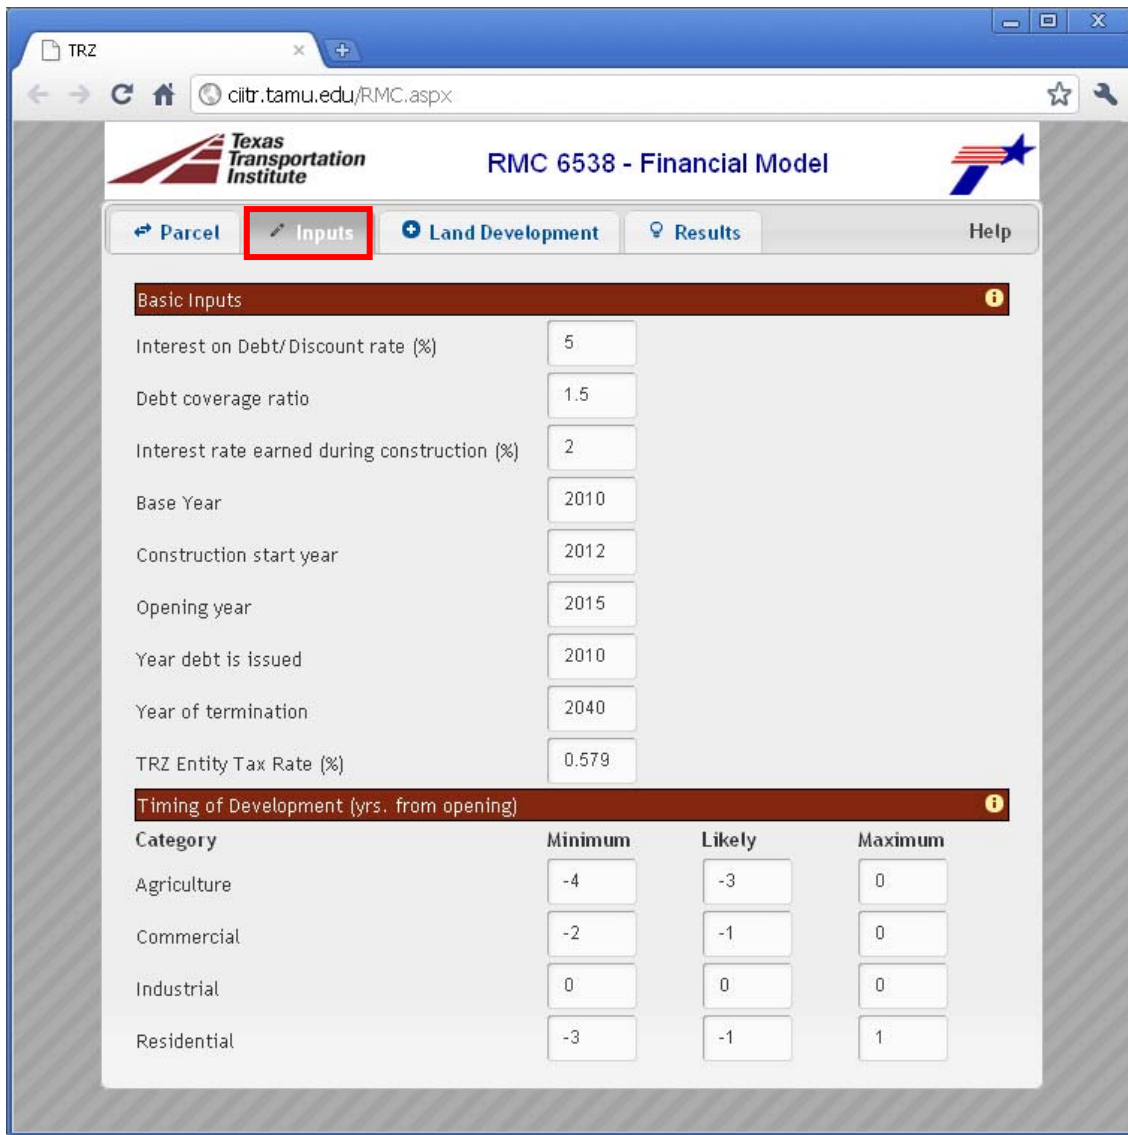 TRZ
ciitr.tamu.edu/RMC.aspx
Texas
Transportation
Institute
RMC 6538 - Financial Model
Parcel Inputs Land Development Results Help
Basic Inputs
Interest on Debt/Discount rate (%) 5
Debt coverage ratio 1.5
Interest rate earned during construction (%) 2
Base Year 2010
Construction start year 2012
Opening year 2015
Year debt is issued 2010
Year of termination 2040
TRZ Entity Tax Rate (%) 0.579
Timing of Development (yrs. from opening)
Category Minimum Likely Maximum
Agriculture -4 -3 0
Commercial -2 -1 0
Industrial 0 0 0
Residential -3 -1 1